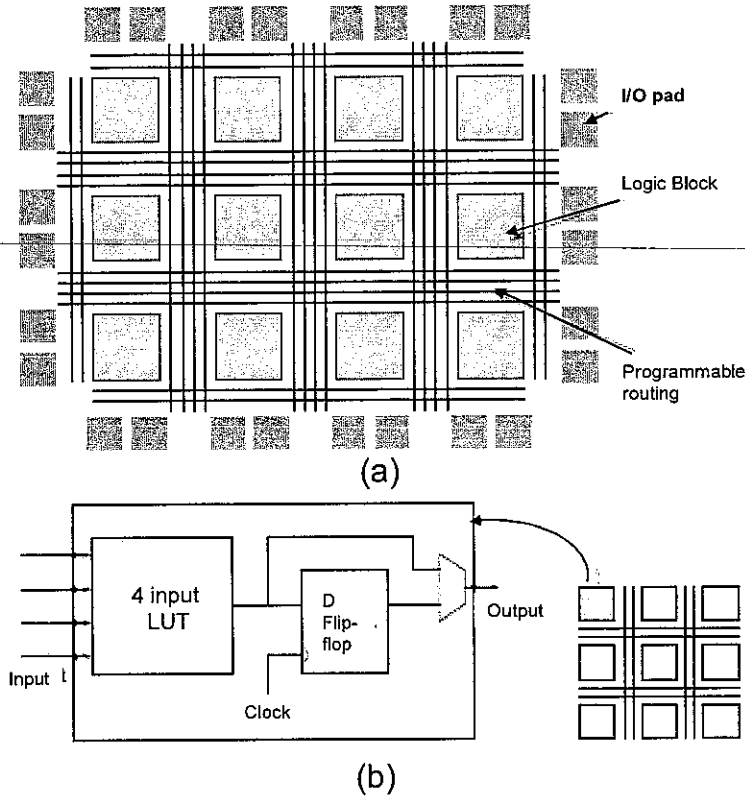 I/O pad
Logic Block
Programmable
routing
(a)
4 input
LUT
D
Flip-
flop
Output
Input
Clock
(b)